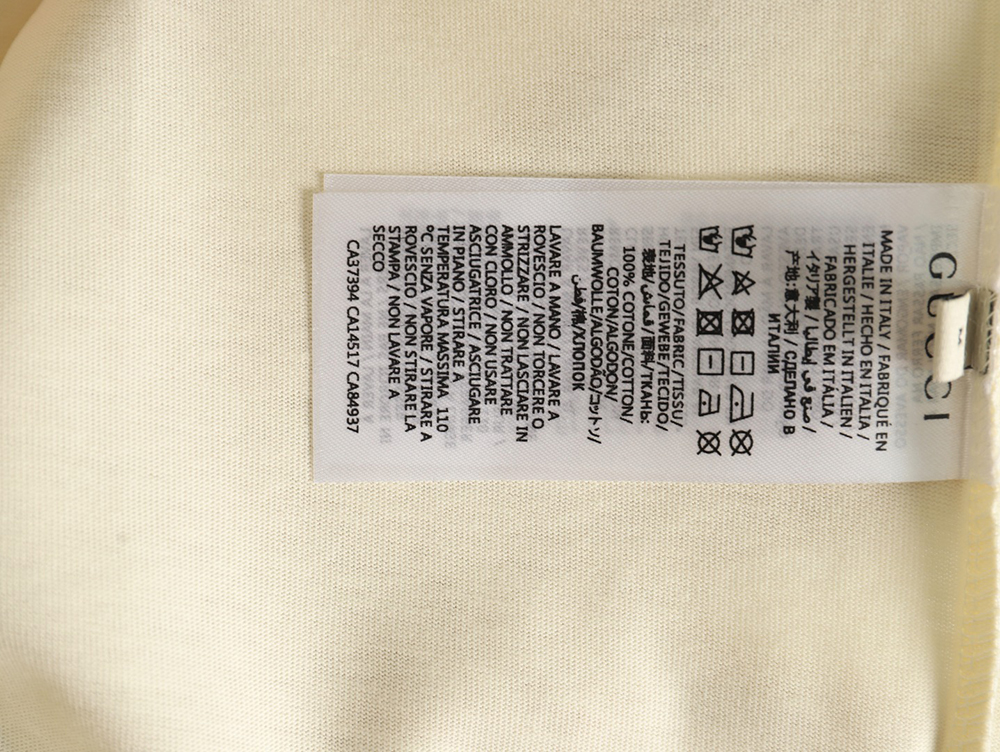 GUCCI
MADE IN ITALY / FABRIQUÉ EN
ITALIE / HECHO EN ITALIA /
HERGESTELLT IN ITALIEN /
FABRICADO EM ITÁLIA /
イタリア製 / صنع في إيطاليا /
产地:意大利 / СДЕЛАНО В
ИТАЛИИ
TESSUTO/FABRIC/TISSU/
TEJIDO/GEWEBE/TECIDO/
表地/قماش/面料/ТКАНЬ:
100% COTONE/COTTON/
COTON/ALGODON/
BAUMWOLLE/ALGODÃO/コットン/
قطن/棉/ХЛОПОК
LAVARE A MANO / LAVARE A
ROVESCIO / NON TORCERE O
STRIZZARE / NON LASCIARE IN
AMMOLLO / NON TRATTARE
CON CLORO / NON USARE
ASCIUGATRICE / ASCIUGARE
IN PIANO / STIRARE A
TEMPERATURA MASSIMA 110
°C SENZA VAPORE / STIRARE A
ROVESCIO / NON STIRARE LA
STAMPA / NON LAVARE A
SECCO
CA37394 CA14517 CA84937